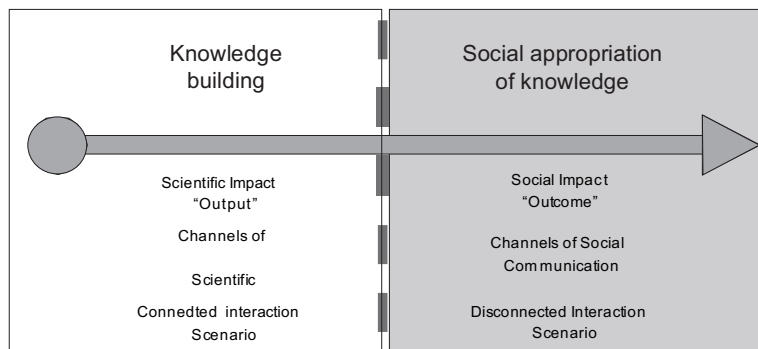 Knowledge
building
Scientific Impact
“Output”
Channels of
Scientific
Connedted interaction
Scenario
Social appropriation
of knowledge
Social Impact
“Outcome”
Channels of Social
Communication
Disconnected Interaction
Scenario